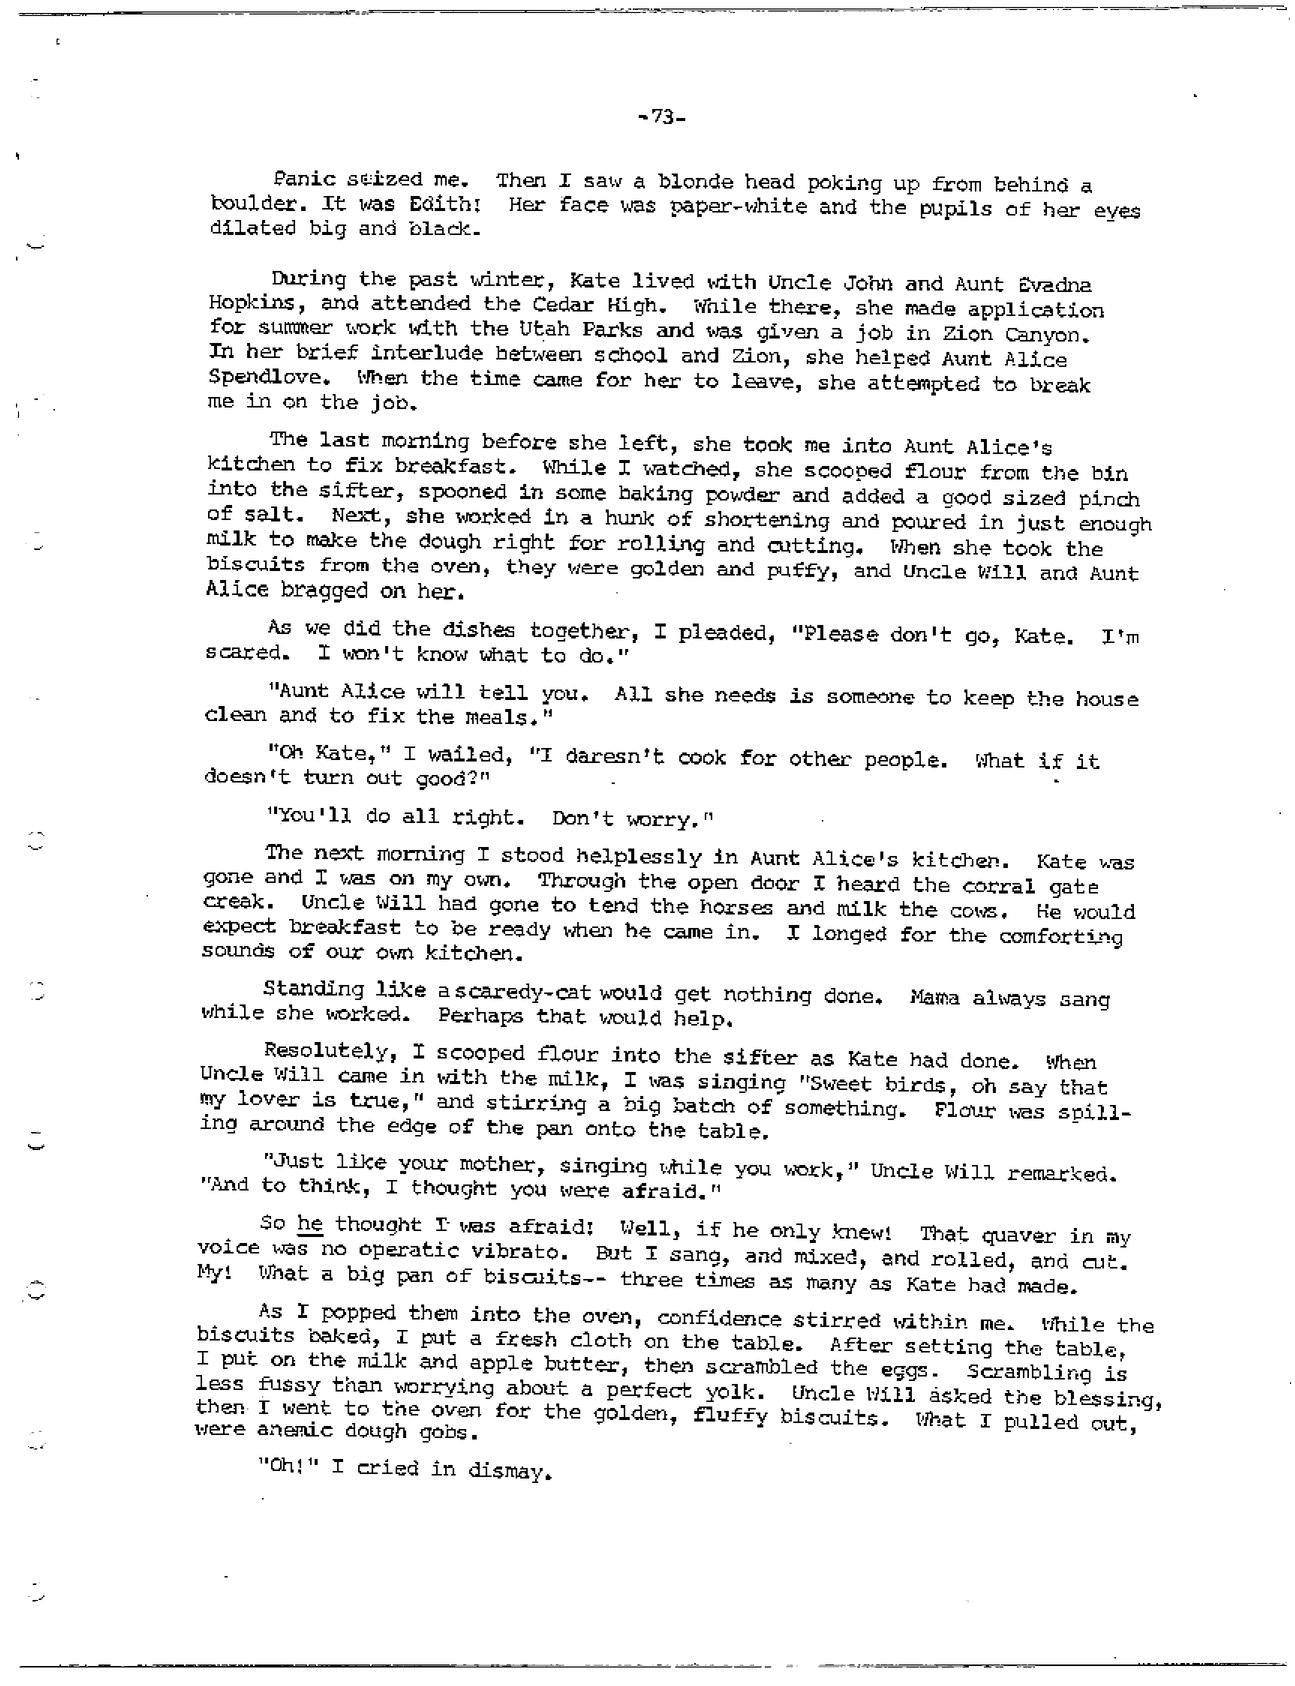 -73-
Panic seized me. Then I saw a blonde head poking up from behind a
boulder. It was Edith! Her face was paper-white and the pupils of her eyes
dilated big and black.
During the past winter, Kate lived with Uncle John and Aunt Evadna
Hopkins, and attended the Cedar High. While there, she made application
for summer work with the Utah Parks and was given a job in Zion Canyon.
In her brief interlude between school and Zion, she helped Aunt Alice
Spendlove. When the time came for her to leave, she attempted to break
me in on the job.
The last morning before she left, she took me into Aunt Alice's
kitchen to fix breakfast. While I watched, she scooped flour from the bin
into the sifter, spooned in some baking powder and added a good sized pinch
of salt. Next, she worked in a hunk of shortening and poured in just enough
milk to make the dough right for rolling and cutting. When she took the
biscuits from the oven, they were golden and puffy, and Uncle Will and Aunt
Alice bragged on her.
As we did the dishes together, I pleaded, "Please don't go, Kate. I'm
scared. I won't know what to do."
"Aunt Alice will tell you. All she needs is someone to keep the house
clean and to fix the meals."
"Oh Kate," I wailed, "I daresn't cook for other people. What if it
doesn't turn out good?"
"You'll do all right. Don't worry."
The next morning I stood helplessly in Aunt Alice's kitchen. Kate was
gone and I was on my own. Through the open door I heard the corral gate
creak. Uncle Will had gone to tend the horses and milk the cows. He would
expect breakfast to be ready when he came in. I longed for the comforting
sounds of our own kitchen.
Standing like a scaredy-cat would get nothing done. Mama always sang
while she worked. Perhaps that would help.
Resolutely, I scooped flour into the sifter as Kate had done. When
Uncle Will came in with the milk, I was singing "Sweet birds, oh say that
my lover is true," and stirring a big batch of something. Flour was spill-
ing around the edge of the pan onto the table.
"Just like your mother, singing while you work," Uncle Will remarked.
"And to think, I thought you were afraid."
So he thought I was afraid! Well, if he only knew! That quaver in my
voice was no operatic vibrato. But I sang, and mixed, and rolled, and cut.
My! What a big pan of biscuits-- three times as many as Kate had made.
As I popped them into the oven, confidence stirred within me. While the
biscuits baked, I put a fresh cloth on the table. After setting the table,
I put on the milk and apple butter, then scrambled the eggs. Scrambling is
less fussy than worrying about a perfect yolk. Uncle Will asked the blessing,
then I went to the oven for the golden, fluffy biscuits. What I pulled out,
were anemic dough gobs.
"Oh!" I cried in dismay.